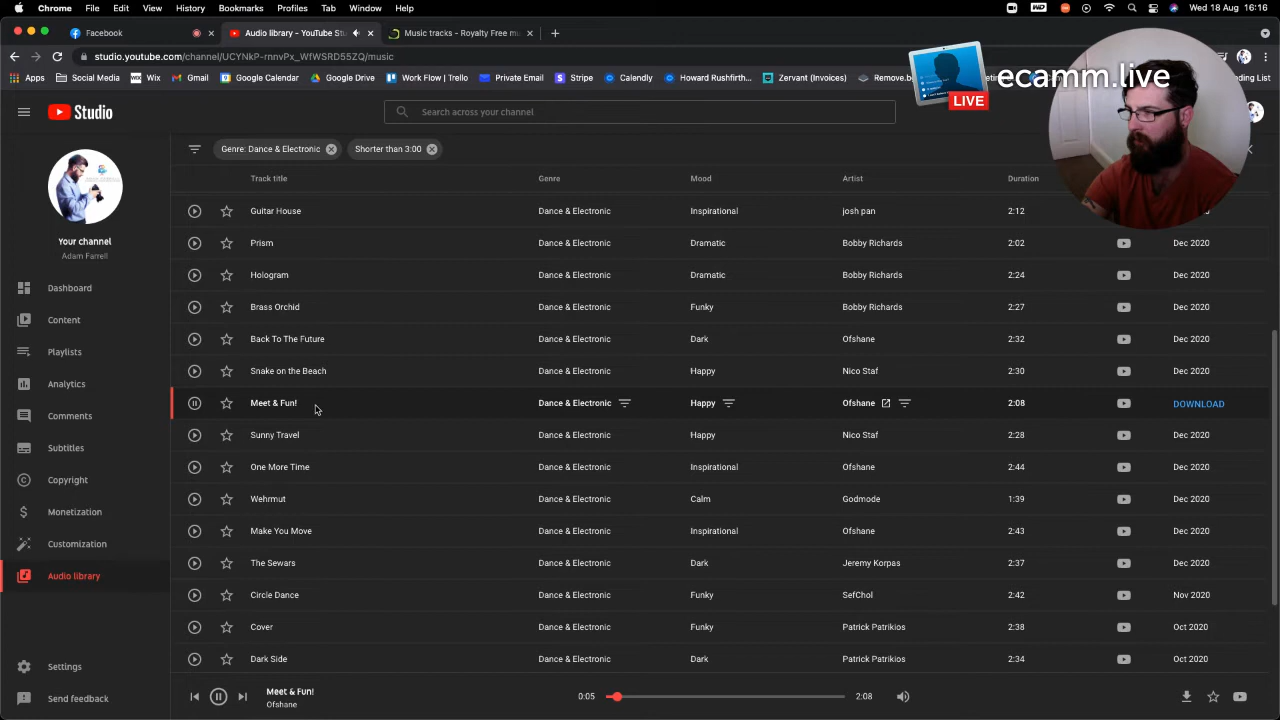 Chrome File Edit View History Bookmarks Profiles Tab Window Help Wed 18 Aug 16:16
Facebook Audio library - YouTube Stu Music tracks - Royalty Free mu
studio.youtube.com/channel/UCYNkP-rnnvPx_WfWSRD55ZQ/music
Apps Social Media Wix Gmail Google Calendar Google Drive Work Flow | Trello Private Email Stripe Calendly Howard Rushfirth... Zervant (Invoices) Remove.b
ecamm.live
LIVE
Studio Search across your channel
Genre: Dance & Electronic Shorter than 3:00
Track title Genre Mood Artist Duration
Guitar House Dance & Electronic Inspirational josh pan 2:12
Prism Dance & Electronic Dramatic Bobby Richards 2:02 Dec 2020
Hologram Dance & Electronic Dramatic Bobby Richards 2:24 Dec 2020
Brass Orchid Dance & Electronic Funky Bobby Richards 2:27 Dec 2020
Back To The Future Dance & Electronic Dark Ofshane 2:32 Dec 2020
Snake on the Beach Dance & Electronic Happy Nico Staf 2:30 Dec 2020
Meet & Fun! Dance & Electronic Happy Ofshane 2:08 DOWNLOAD
Sunny Travel Dance & Electronic Happy Nico Staf 2:28 Dec 2020
One More Time Dance & Electronic Inspirational Ofshane 2:44 Dec 2020
Wehrmut Dance & Electronic Calm Godmode 1:39 Dec 2020
Make You Move Dance & Electronic Inspirational Ofshane 2:43 Dec 2020
The Sewars Dance & Electronic Dark Jeremy Korpas 2:37 Dec 2020
Circle Dance Dance & Electronic Funky SefChol 2:42 Nov 2020
Cover Dance & Electronic Funky Patrick Patrikios 2:38 Oct 2020
Dark Side Dance & Electronic Dark Patrick Patrikios 2:34 Oct 2020
Your channel
Adam Farrell
Dashboard
Content
Playlists
Analytics
Comments
Subtitles
Copyright
Monetization
Customization
Audio library
Settings
Send feedback
Meet & Fun!
Ofshane
0:05 2:08